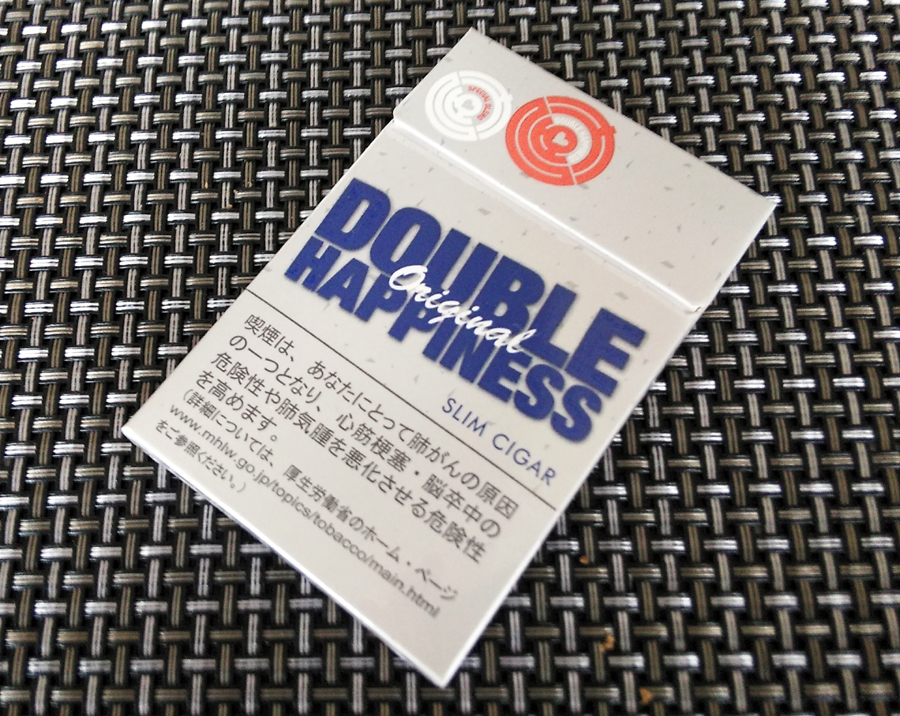 DOUBLE
HAPPINESS
Original
SLIM CIGAR
喫煙は、あなたにとって肺がんの原因
の一つとなり、心筋梗塞・脳卒中の
危険性や肺気腫を悪化させる危険性
を高めます。
(詳細については、厚生労働省のホーム・ページ
www.mhlw.go.jp/topics/tobacco/main.html
をご参照ください。)